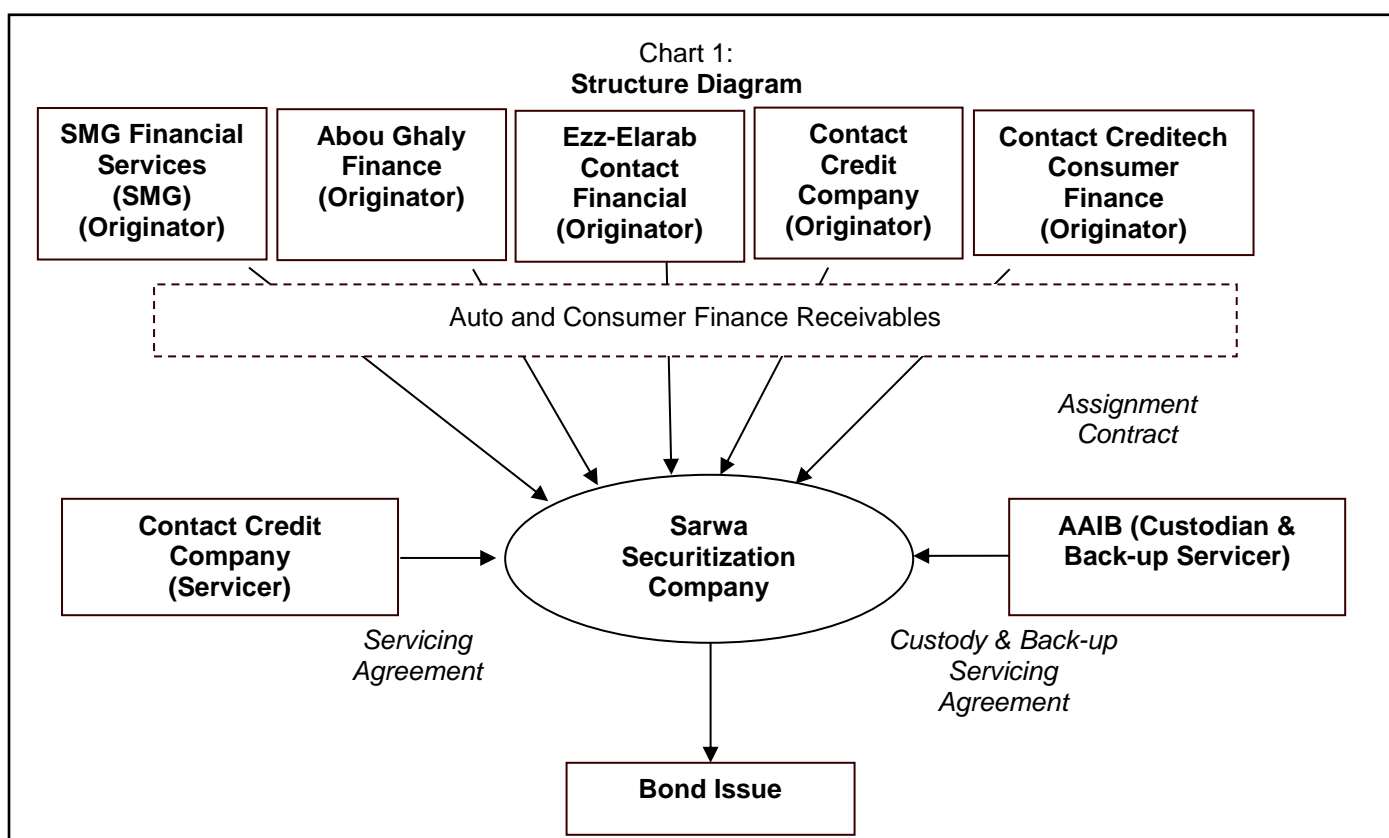 Chart 1:
Structure Diagram
SMG Financial
Services
(SMG)
(Originator)
Abou Ghaly
Finance
(Originator)
Ezz-Elarab
Contact
Financial
(Originator)
Contact
Credit
Company
(Originator)
Contact Creditech
Consumer
Finance
(Originator)
Auto and Consumer Finance Receivables
Assignment
Contract
Contact Credit
Company
(Servicer)
Sarwa
Securitization
Company
AAIB (Custodian &
Back-up Servicer)
Servicing
Agreement
Custody & Back-up
Servicing
Agreement
Bond Issue